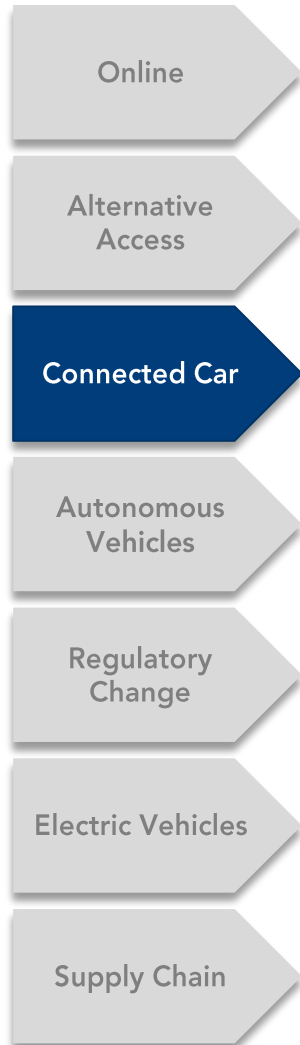 Online
Alternative
Access
Connected Car
Autonomous
Vehicles
Regulatory
Change
Electric Vehicles
Supply Chain